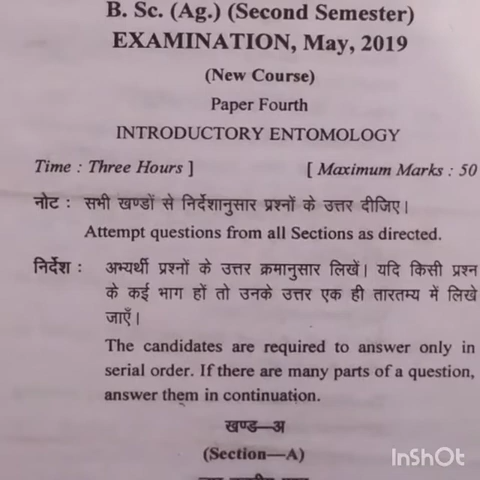 B. Sc. (Ag.) (Second Semester)
EXAMINATION, May, 2019
(New Course)
Paper Fourth
INTRODUCTORY ENTOMOLOGY
Time : Three Hours ] [ Maximum Marks : 50
नोट : सभी खण्डों से निर्देशानुसार प्रश्नों के उत्तर दीजिए।
Attempt questions from all Sections as directed.
निर्देश : अभ्यर्थी प्रश्नों के उत्तर क्रमानुसार लिखें। यदि किसी प्रश्न
के कई भाग हों तो उनके उत्तर एक ही तारतम्य में लिखे
जाएँ।
The candidates are required to answer only in
serial order. If there are many parts of a question,
answer them in continuation.
खण्ड—अ
(Section—A)
InShOt